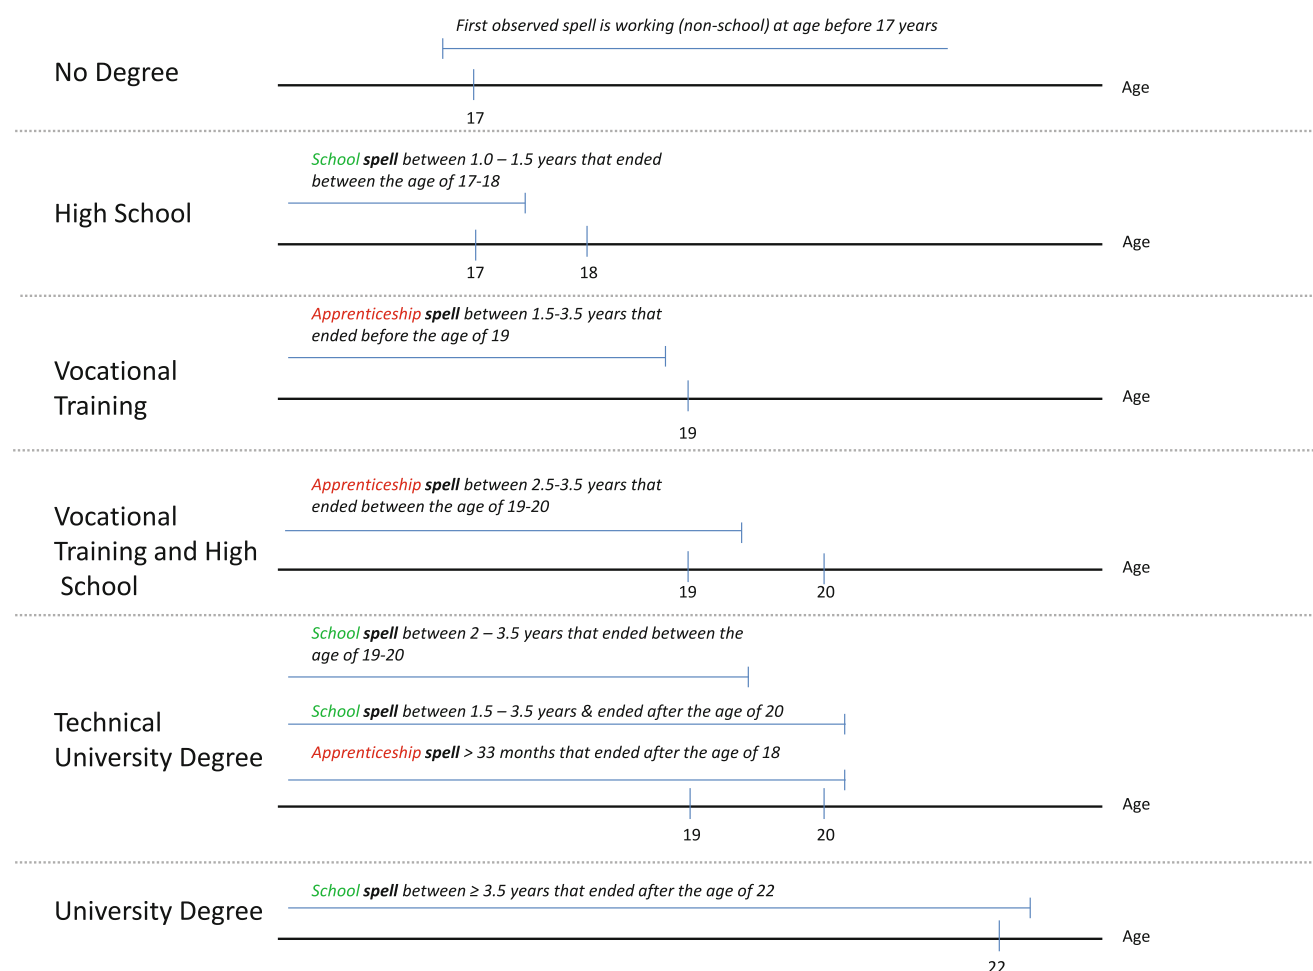 First observed spell is working (non-school) at age before 17 years
No Degree
Age
17
School spell between 1.0 – 1.5 years that ended
between the age of 17-18
High School
Age
17 18
Apprenticeship spell between 1.5-3.5 years that
ended before the age of 19
Vocational
Training
Age
19
Apprenticeship spell between 2.5-3.5 years that
ended between the age of 19-20
Vocational
Training and High
School
Age
19 20
School spell between 2 – 3.5 years that ended between the
age of 19-20
School spell between 1.5 – 3.5 years & ended after the age of 20
Technical
University Degree
Apprenticeship spell > 33 months that ended after the age of 18
Age
19 20
School spell between ≥ 3.5 years that ended after the age of 22
University Degree
Age
22